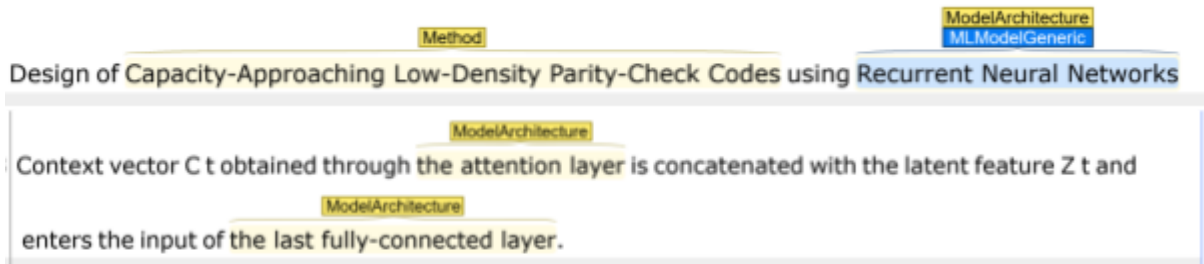 ModelArchitecture
Method MLModelGeneric
Design of Capacity-Approaching Low-Density Parity-Check Codes using Recurrent Neural Networks
ModelArchitecture
Context vector C t obtained through the attention layer is concatenated with the latent feature Z t and
ModelArchitecture
enters the input of the last fully-connected layer.